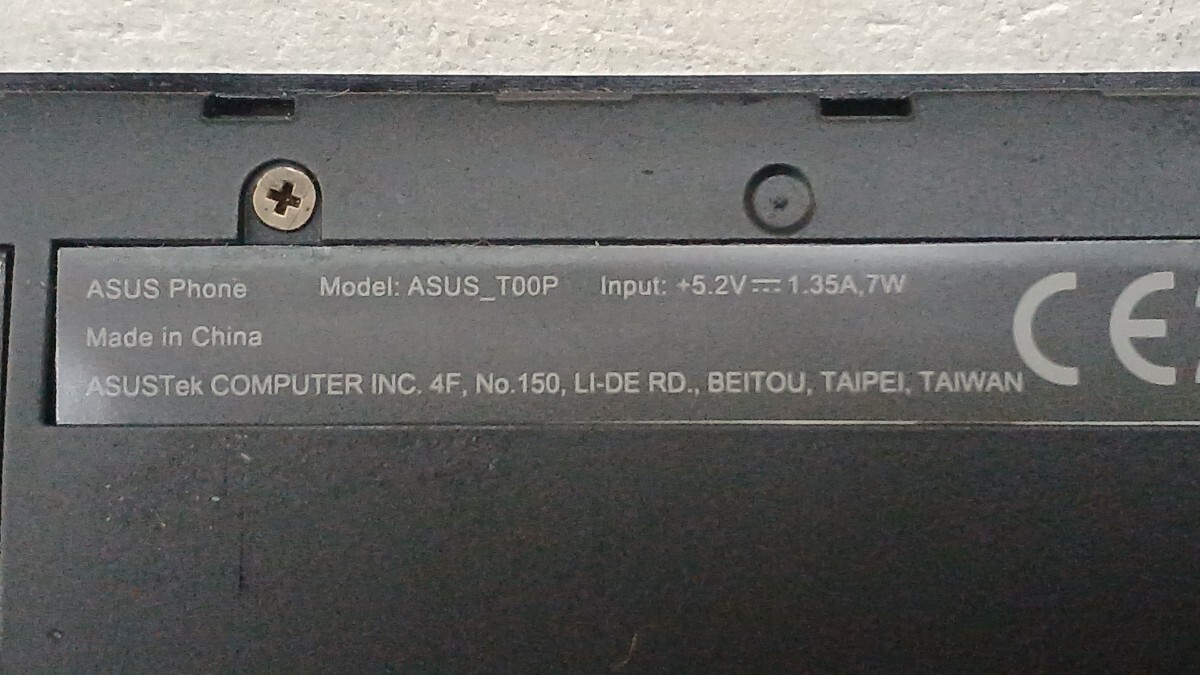 ASUS Phone Model: ASUS_T00P Input: +5.2V⎓1.35A,7W
Made in China
ASUSTek COMPUTER INC. 4F, No.150, LI-DE RD., BEITOU, TAIPEI, TAIWAN
CE